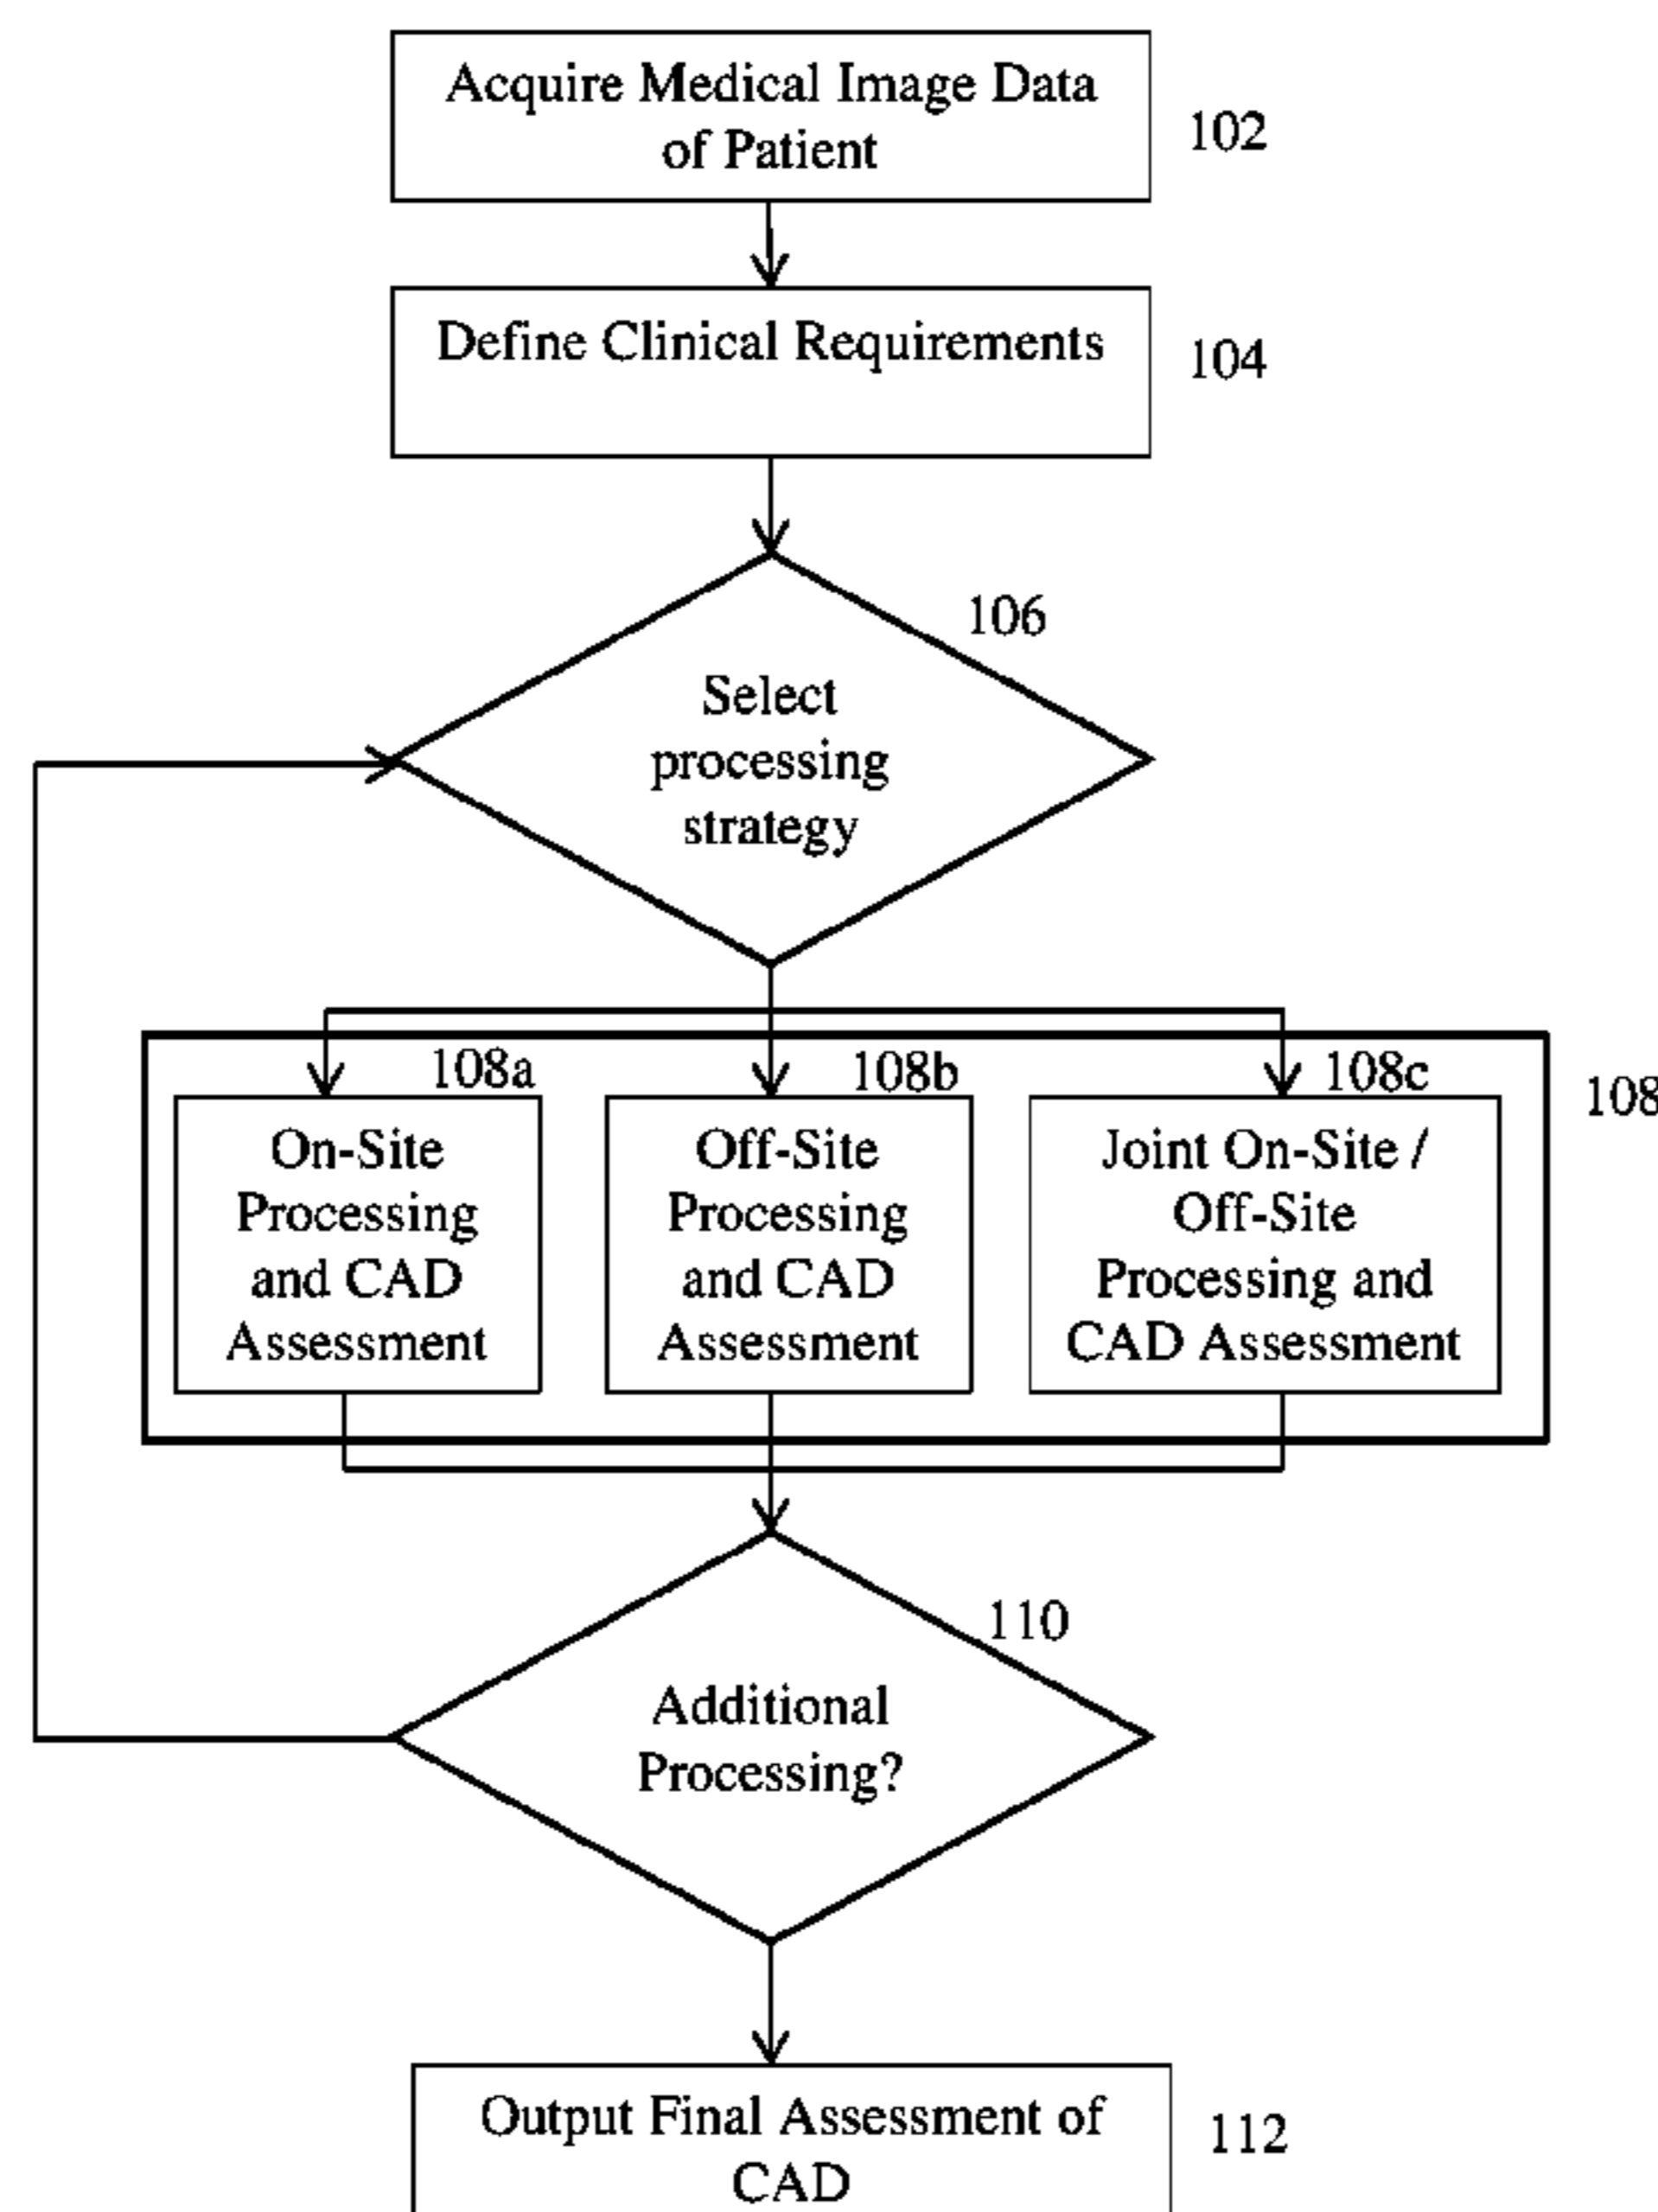 Acquire Medical Image Data
of Patient
102
Define Clinical Requirements
104
106
Select
processing
strategy
108a
108b
108c
108
On-Site
Processing
and CAD
Assessment
Off-Site
Processing
and CAD
Assessment
Joint On-Site /
Off-Site
Processing and
CAD Assessment
110
Additional
Processing?
Output Final Assessment of
CAD
112